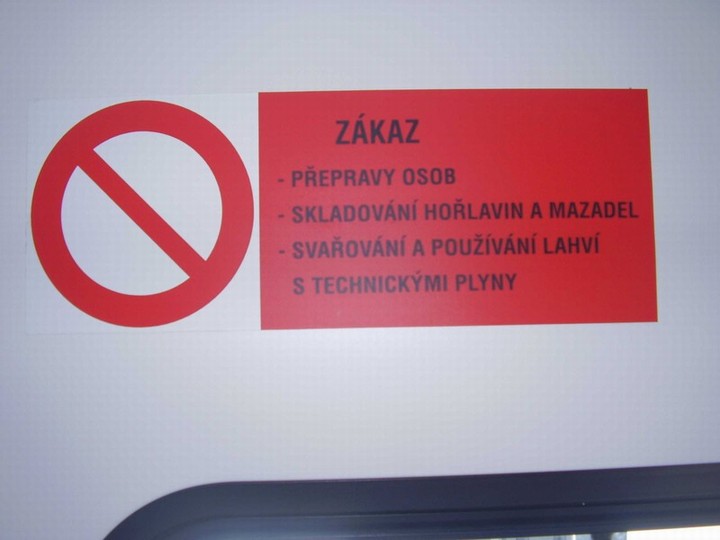 ZÁKAZ
- PŘEPRAVY OSOB
- SKLADOVÁNÍ HOŘLAVIN A MAZADEL
- SVAŘOVÁNÍ A POUŽÍVÁNÍ LAHVÍ
S TECHNICKÝMI PLYNY